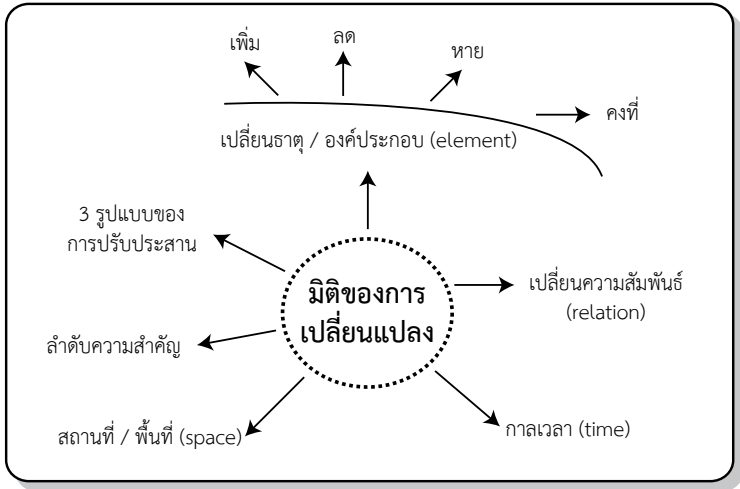 เพิ่ม
ลด
หาย
คงที่
เปลี่ยนธาตุ / องค์ประกอบ (element)
3 รูปแบบของ
การปรับประสาน
มิติของการ
เปลี่ยนแปลง
เปลี่ยนความสัมพันธ์
(relation)
ลำดับความสำคัญ
สถานที่ / พื้นที่ (space)
กาลเวลา (time)